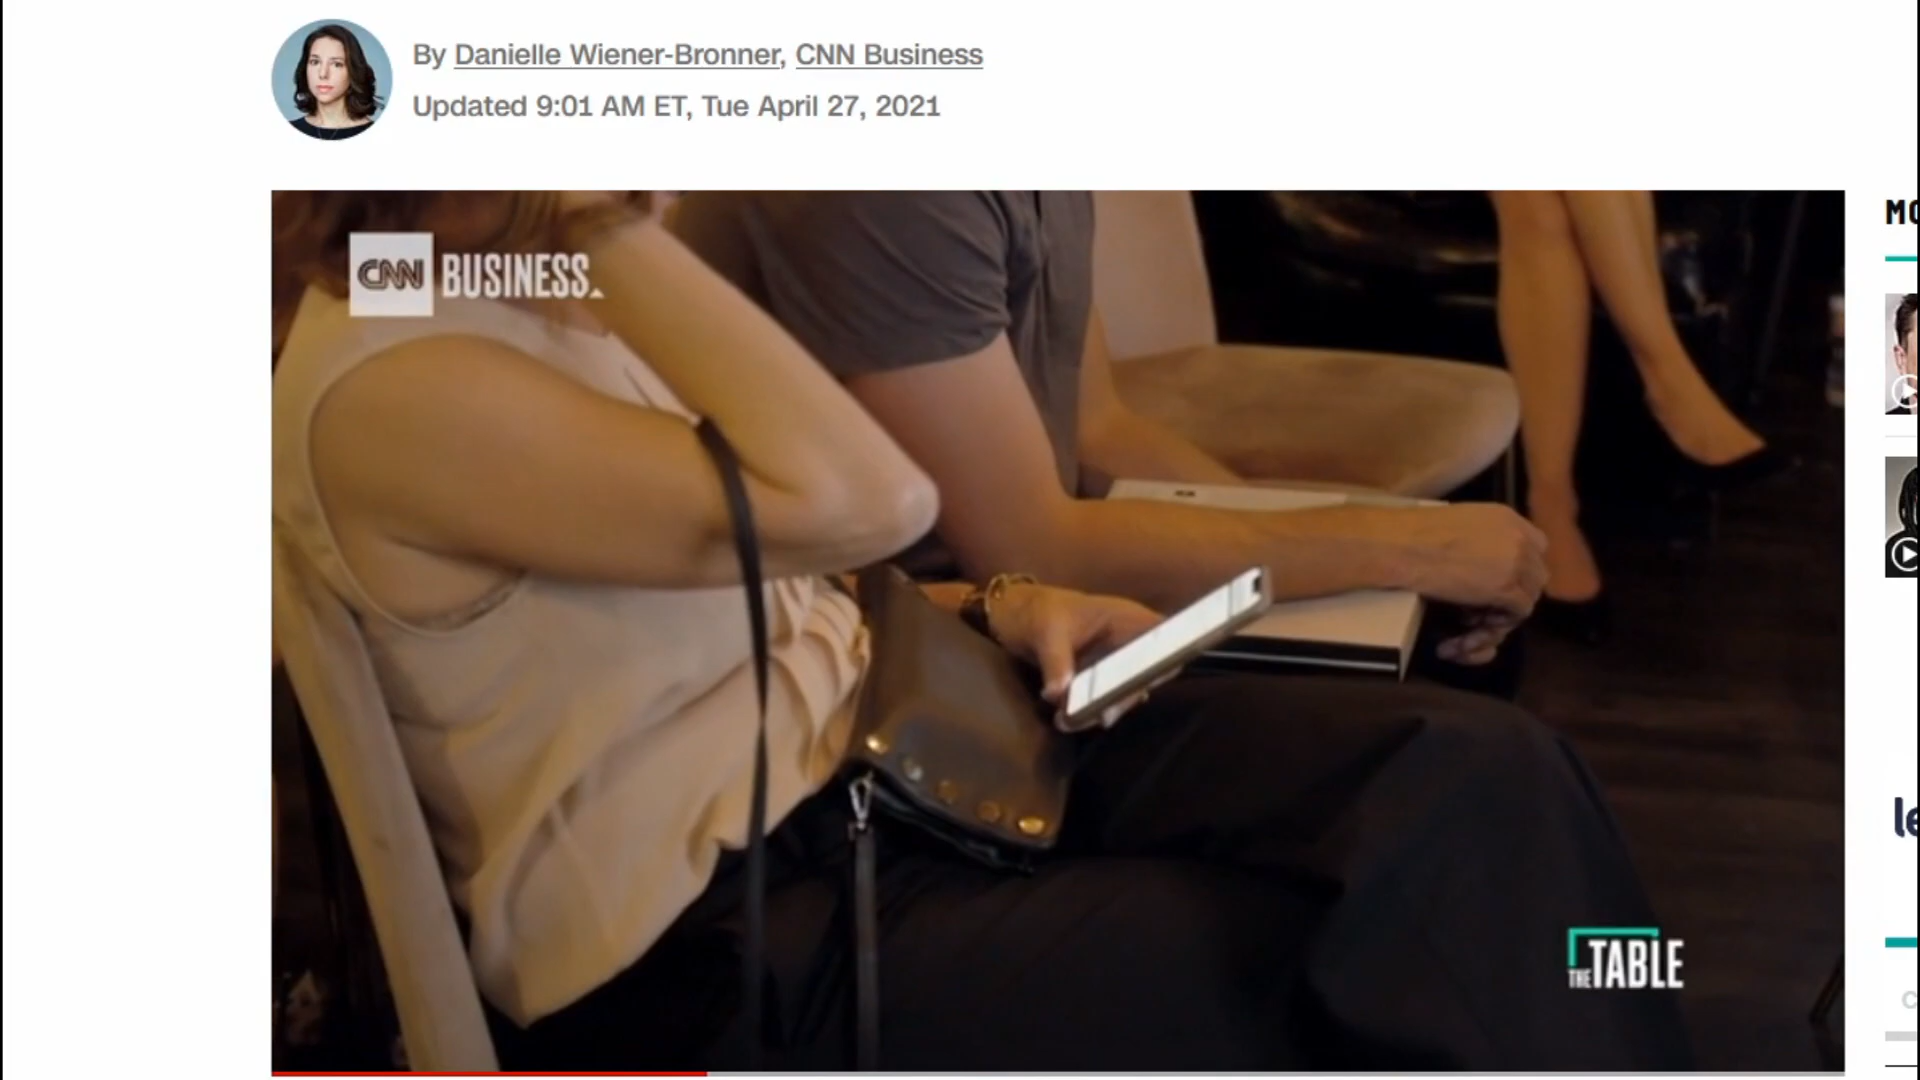 By Danielle Wiener-Bronner, CNN Business
Updated 9:01 AM ET, Tue April 27, 2021
CNN BUSINESS
THE TABLE